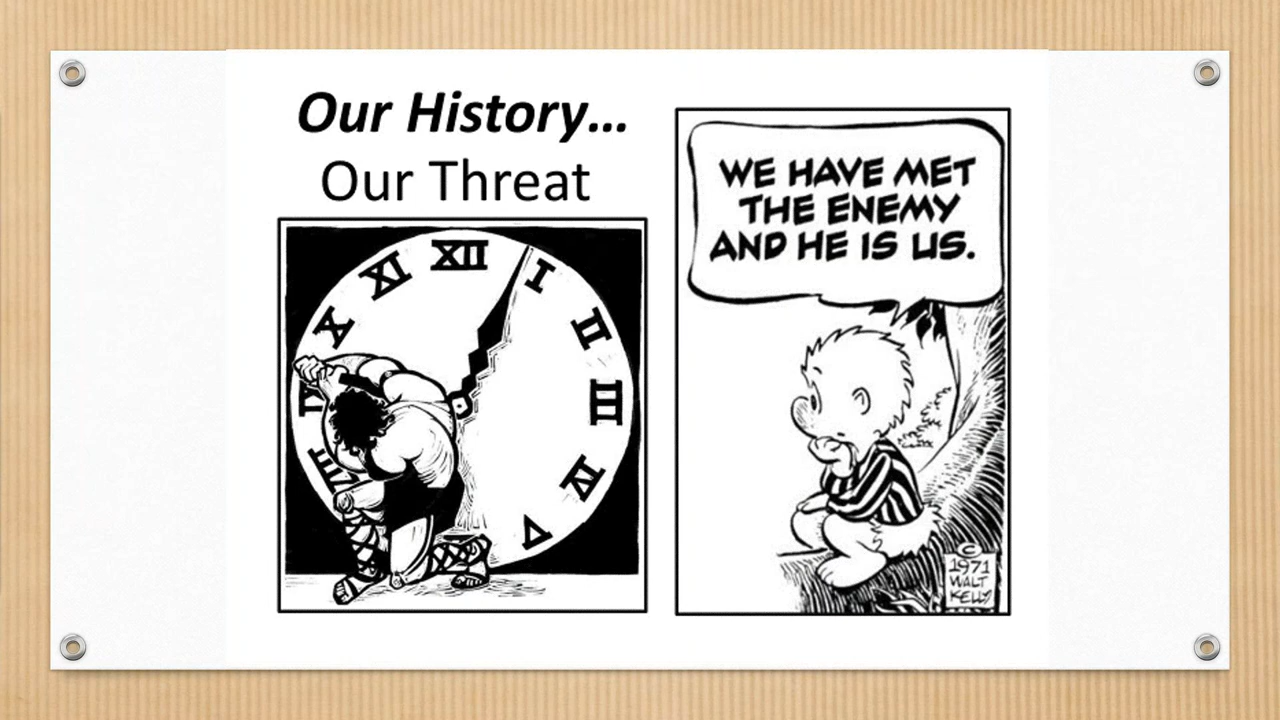 Our History...
Our Threat
XII
XI
I
X
II
IX
III
VIII
IV
V
WE HAVE MET
THE ENEMY
AND HE IS US.
©
1971
WALT
KELLY